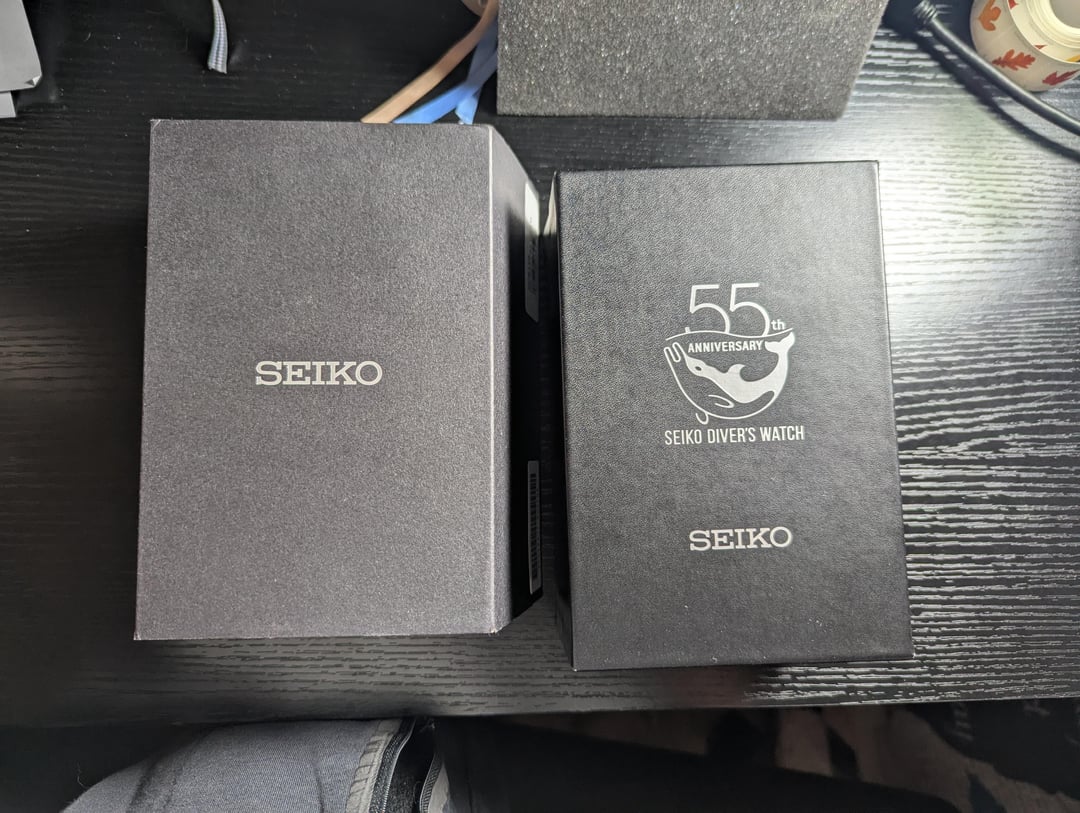 SEIKO
55th
ANNIVERSARY
SEIKO DIVER'S WATCH
SEIKO